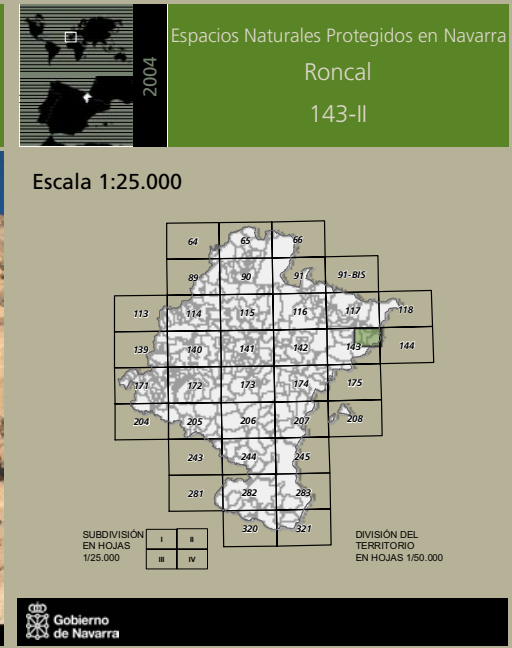 2004
Espacios Naturales Protegidos en Navarra
Roncal
143-II
Escala 1:25.000
64 65 66
89 90 91 91-BIS
113 114 115 116 117 118
139 140 141 142 143 144
171 172 173 174 175
204 205 206 207 208
243 244 245
281 282 283
320 321
SUBDIVISIÓN
EN HOJAS
1/25.000
I II
III IV
DIVISIÓN DEL
TERRITORIO
EN HOJAS 1/50.000
Gobierno
de Navarra